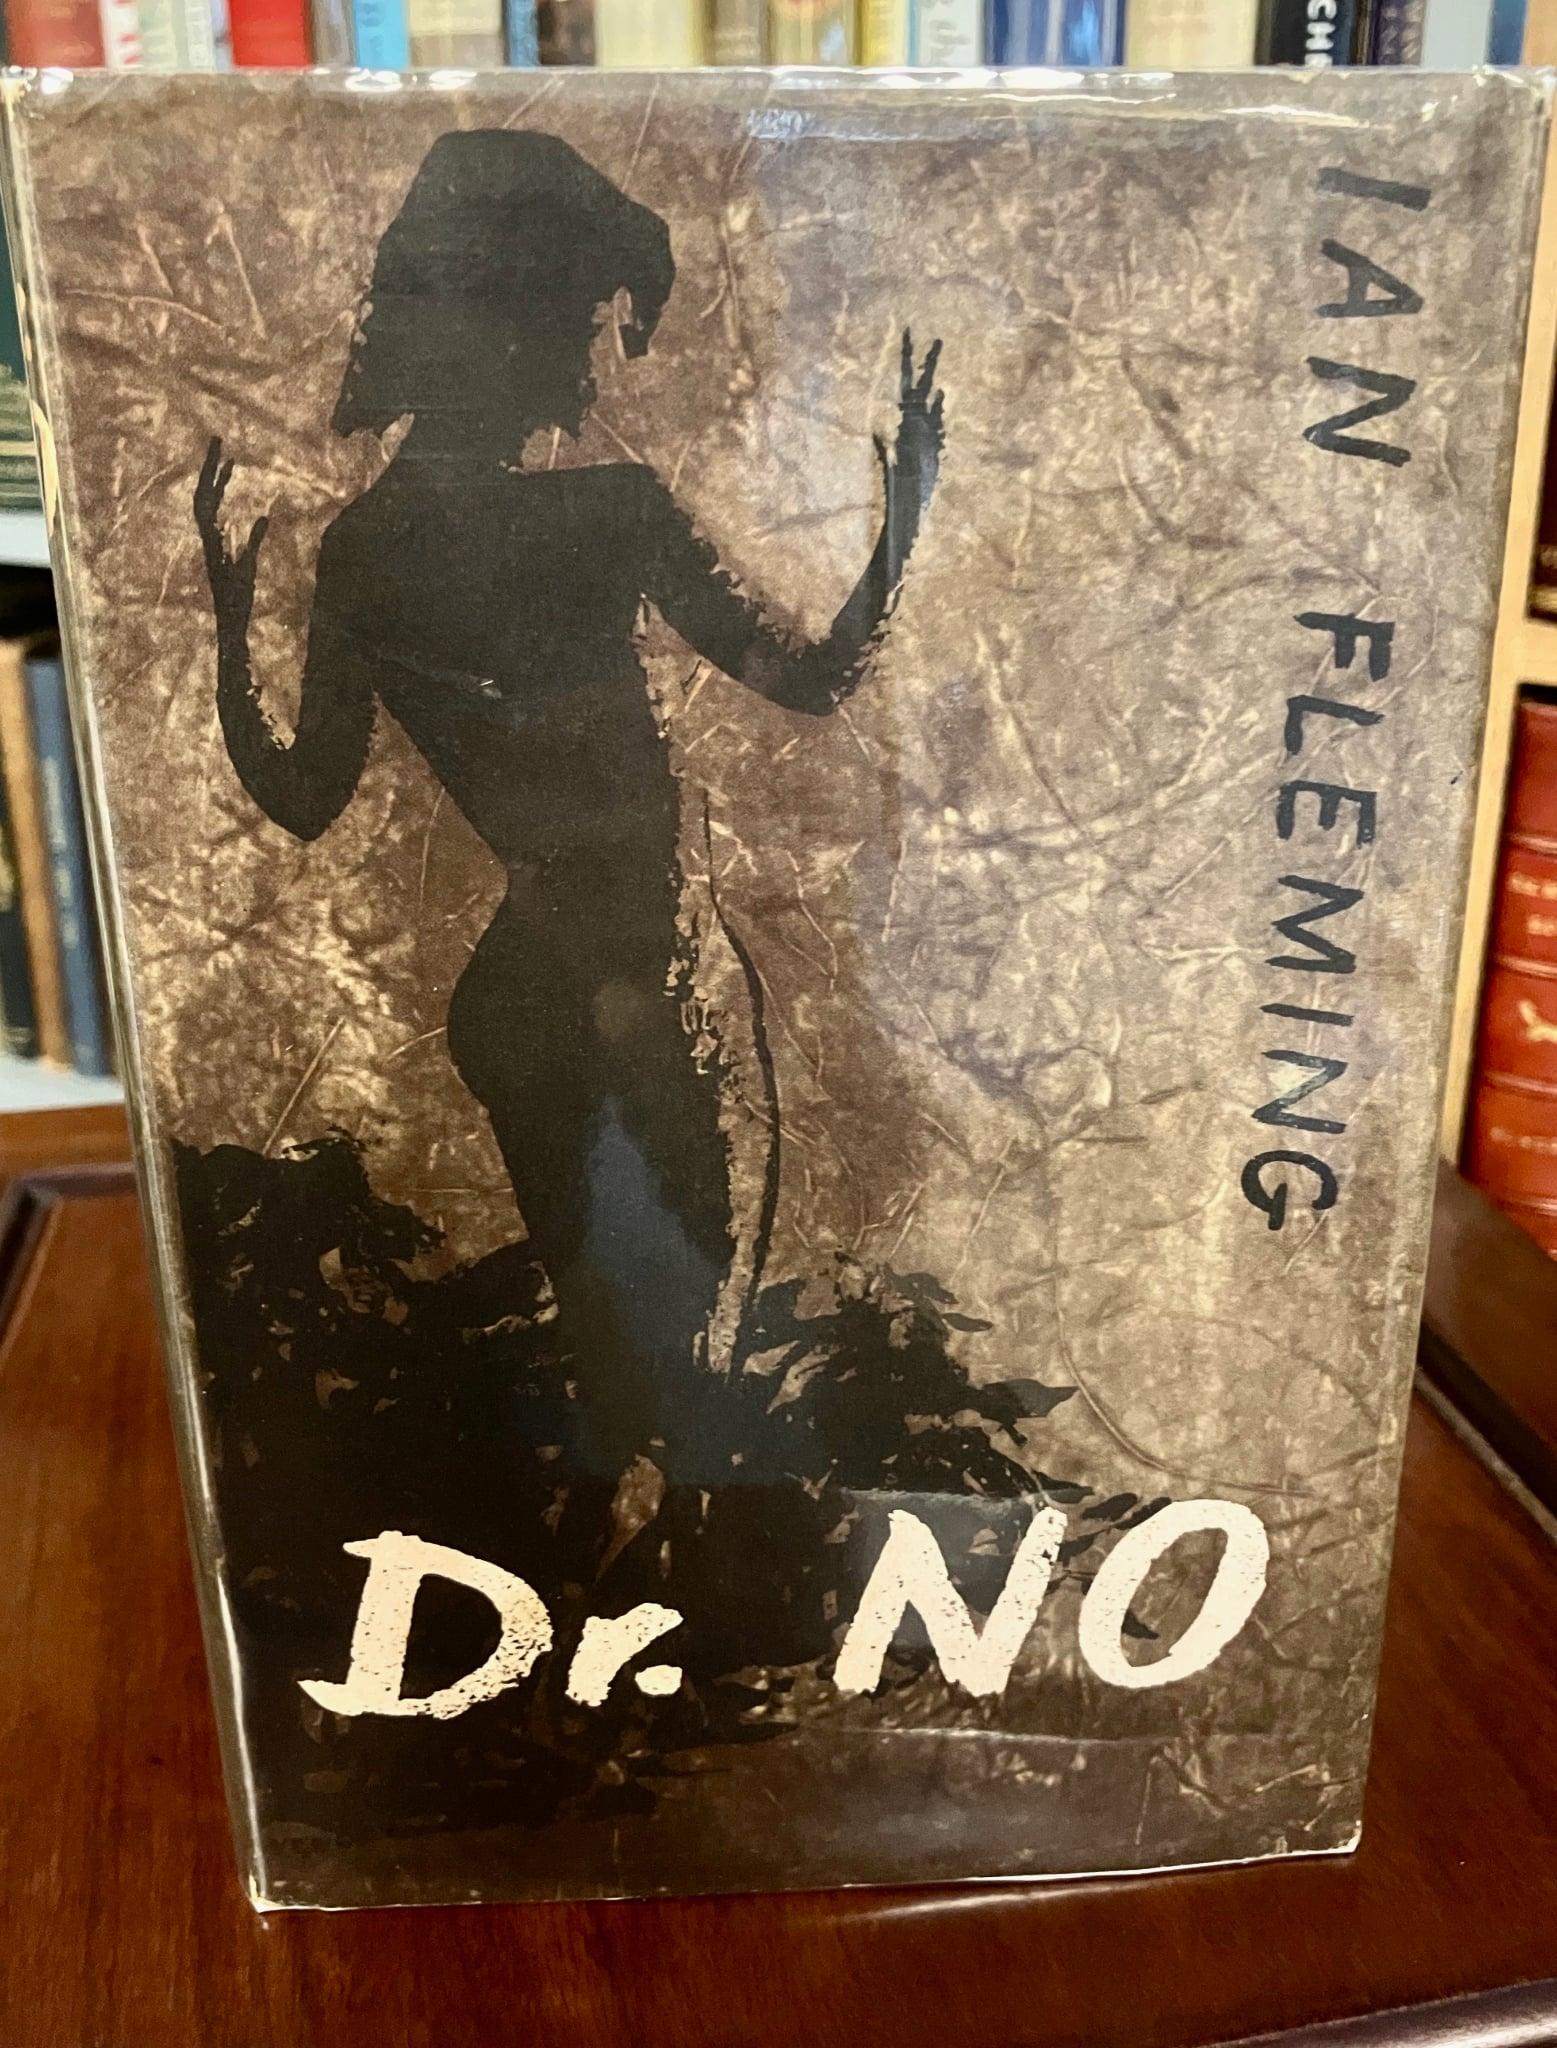 IAN FLEMING
Dr. NO